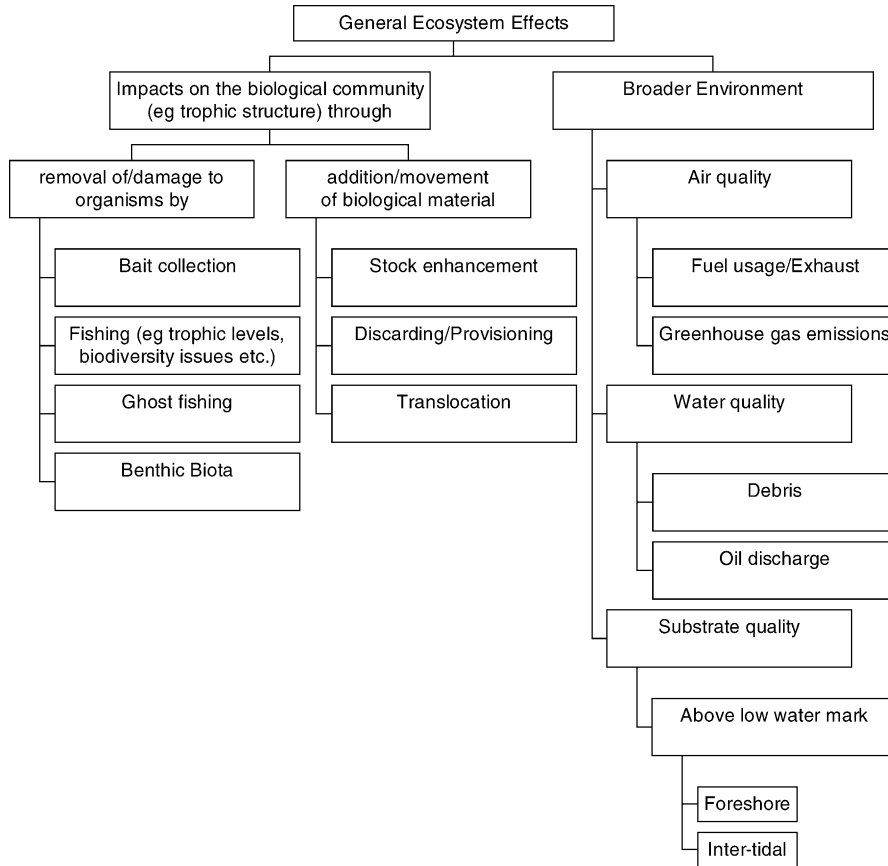 General Ecosystem Effects
Impacts on the biological community
(eg trophic structure) through
removal of/damage to
organisms by
Bait collection
Fishing (eg trophic levels,
biodiversity issues etc.)
Ghost fishing
Benthic Biota
addition/movement
of biological material
Stock enhancement
Discarding/Provisioning
Translocation
Broader Environment
Air quality
Fuel usage/Exhaust
Greenhouse gas emissions
Water quality
Debris
Oil discharge
Substrate quality
Above low water mark
Foreshore
Inter-tidal